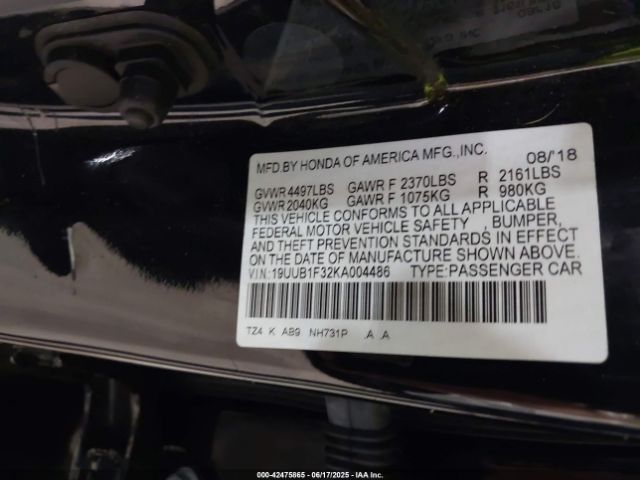 MFD.BY HONDA OF AMERICA MFG.,INC. 08/'18
GVWR 4497LBS GAWR F 2370LBS R 2161LBS
GVWR 2040KG GAWR F 1075KG R 980KG
THIS VEHICLE CONFORMS TO ALL APPLICABLE
FEDERAL MOTOR VEHICLE SAFETY , BUMPER,
AND THEFT PREVENTION STANDARDS IN EFFECT
ON THE DATE OF MANUFACTURE SHOWN ABOVE.
V.I.N:19UUB1F32KA004486 TYPE:PASSENGER CAR
TZ4 K AB9 NH731P .A .A
000-42475865 - 06/17/2025 - IAA Inc.